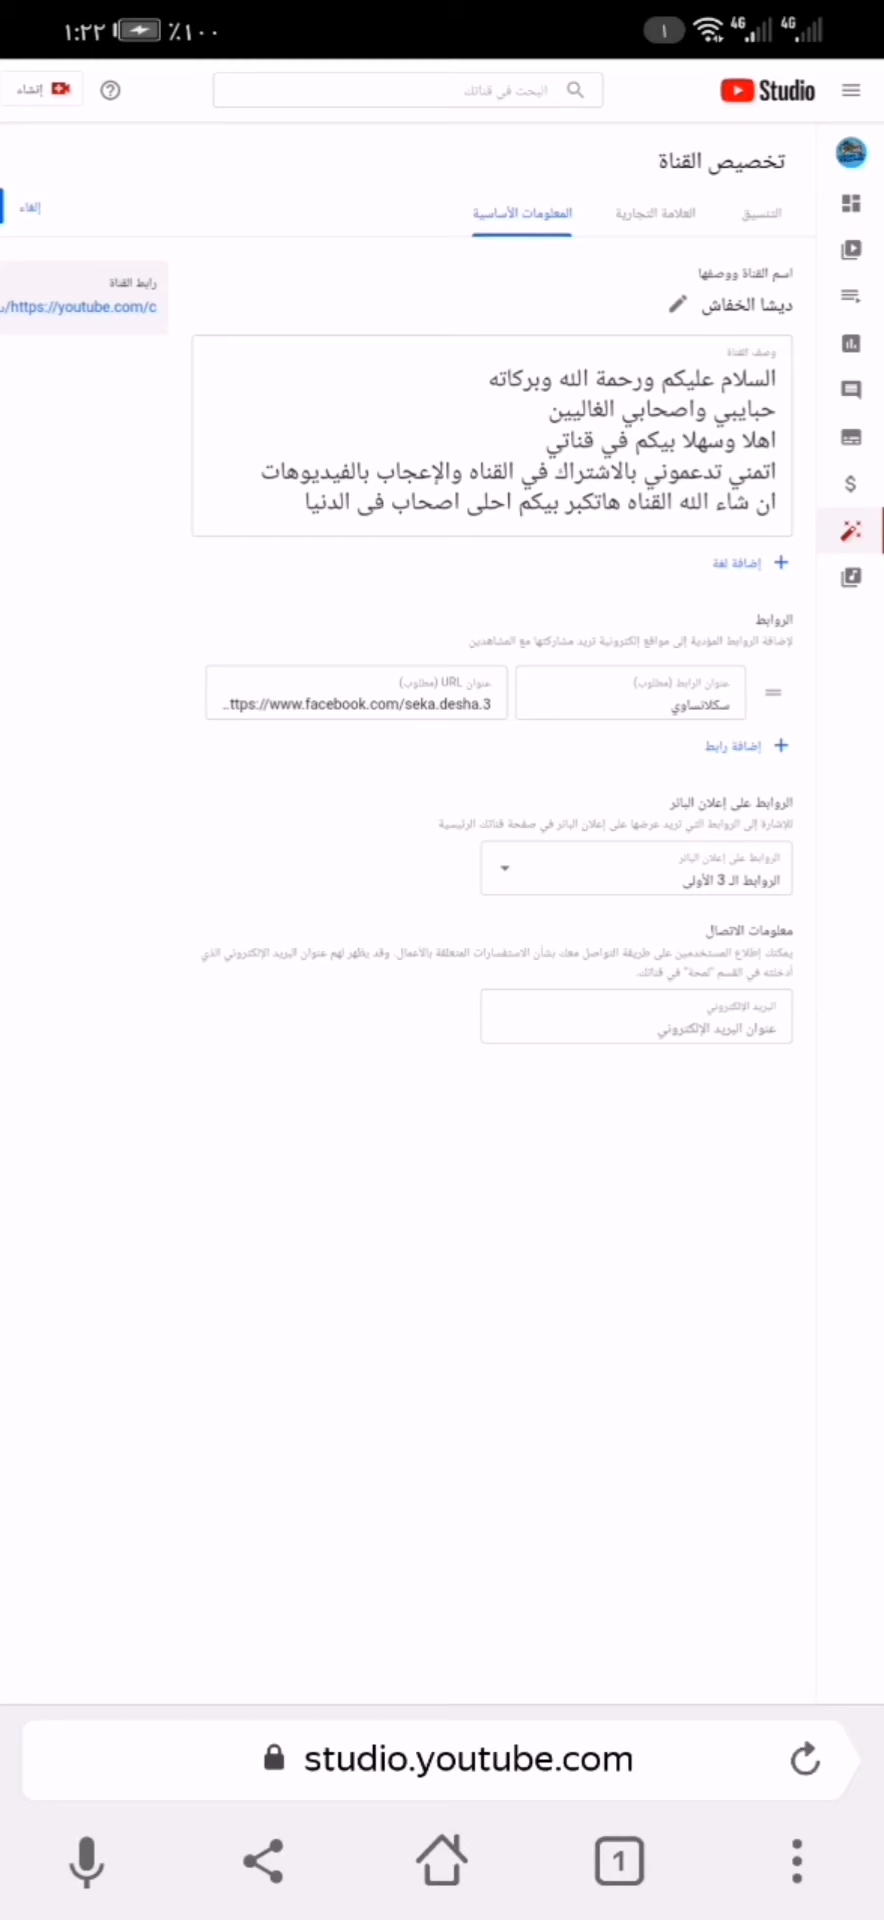 ١:٢٢
٪١٠٠
١
4G
4G
Studio
البحث في قناتك
إنشاء
تخصيص القناة
التنسيق
العلامة التجارية
المعلومات الأساسية
إلغاء
اسم القناة ووصفها
ديشا الخفاش
رابط القناة
https://youtube.com/c/
وصف القناة
السلام عليكم ورحمة الله وبركاته
حبايبي واصحابي الغاليين
اهلا وسهلا بيكم في قناتي
اتمني تدعموني بالاشتراك في القناه والإعجاب بالفيديوهات
ان شاء الله القناه هاتكبر بيكم احلى اصحاب فى الدنيا
إضافة لغة
الروابط
لإضافة الروابط المؤدية إلى مواقع إلكترونية تريد مشاركتها مع المشاهدين
عنوان الرابط (مطلوب)
سكلانساوي
عنوان URL (مطلوب)
ttps://www.facebook.com/seka.desha.3..
إضافة رابط
الروابط على إعلان البانر
للإشارة إلى الروابط التي تريد عرضها على إعلان البانر في صفحة قناتك الرئيسية
الروابط على إعلان البانر
الروابط الـ 3 الأولى
معلومات الاتصال
يمكنك إطلاع المستخدمين على طريقة التواصل معك بشأن الاستفسارات المتعلقة بالأعمال. وقد يظهر لهم عنوان البريد الإلكتروني الذي
أدخلته في القسم "لمحة" في قناتك.
البريد الإلكتروني
عنوان البريد الإلكتروني
studio.youtube.com
1